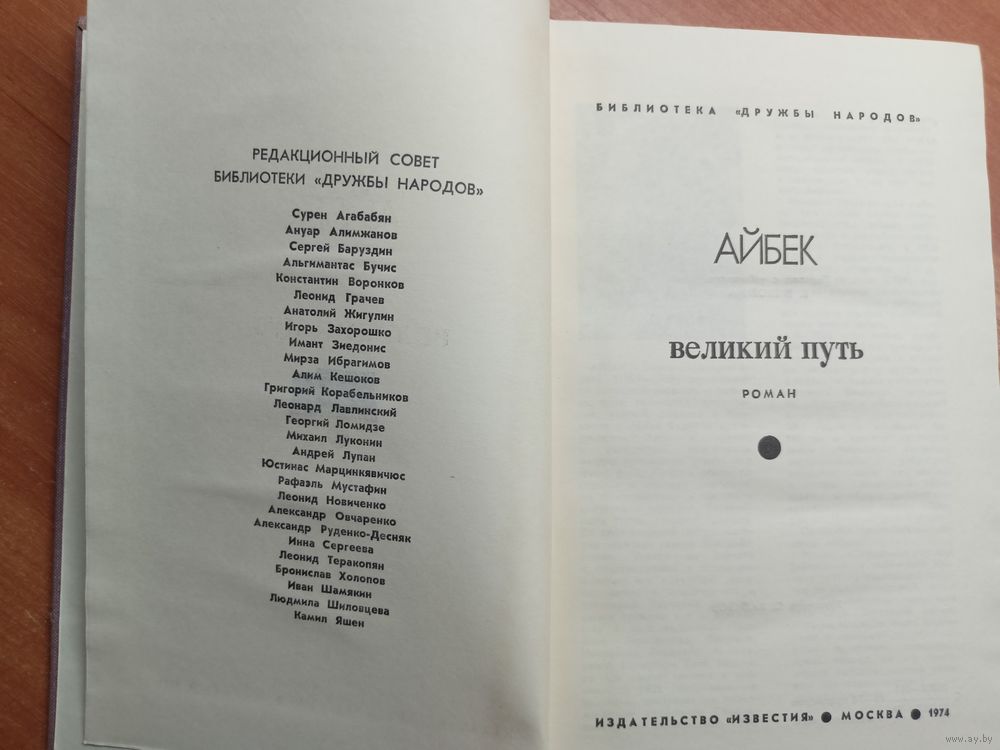 РЕДАКЦИОННЫЙ СОВЕТ
БИБЛИОТЕКИ «ДРУЖБЫ НАРОДОВ»
Сурен Агабабян
Ануар Алимжанов
Сергей Баруздин
Альгимантас Бучис
Константин Воронков
Леонид Грачев
Анатолий Жигулин
Игорь Захорошко
Имант Зиедонис
Мирза Ибрагимов
Алим Кешоков
Григорий Корабельников
Леонард Лавлинский
Георгий Ломидзе
Михаил Луконин
Андрей Лупан
Юстинас Марцинкявичюс
Рафаэль Мустафин
Леонид Новиченко
Александр Овчаренко
Александр Руденко-Десняк
Инна Сергеева
Леонид Теракопян
Бронислав Холопов
Иван Шамякин
Людмила Шиловцева
Камил Яшен
БИБЛИОТЕКА «ДРУЖБЫ НАРОДОВ»
АЙБЕК
великий путь
РОМАН
ИЗДАТЕЛЬСТВО «ИЗВЕСТИЯ» ● МОСКВА ● 1974
www.ay.by